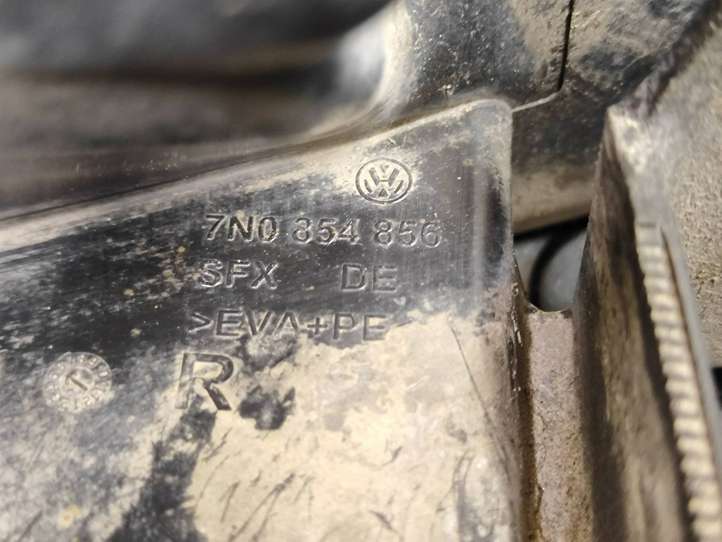 7N0 854 856
SFX DE
>EVA+PE<
R